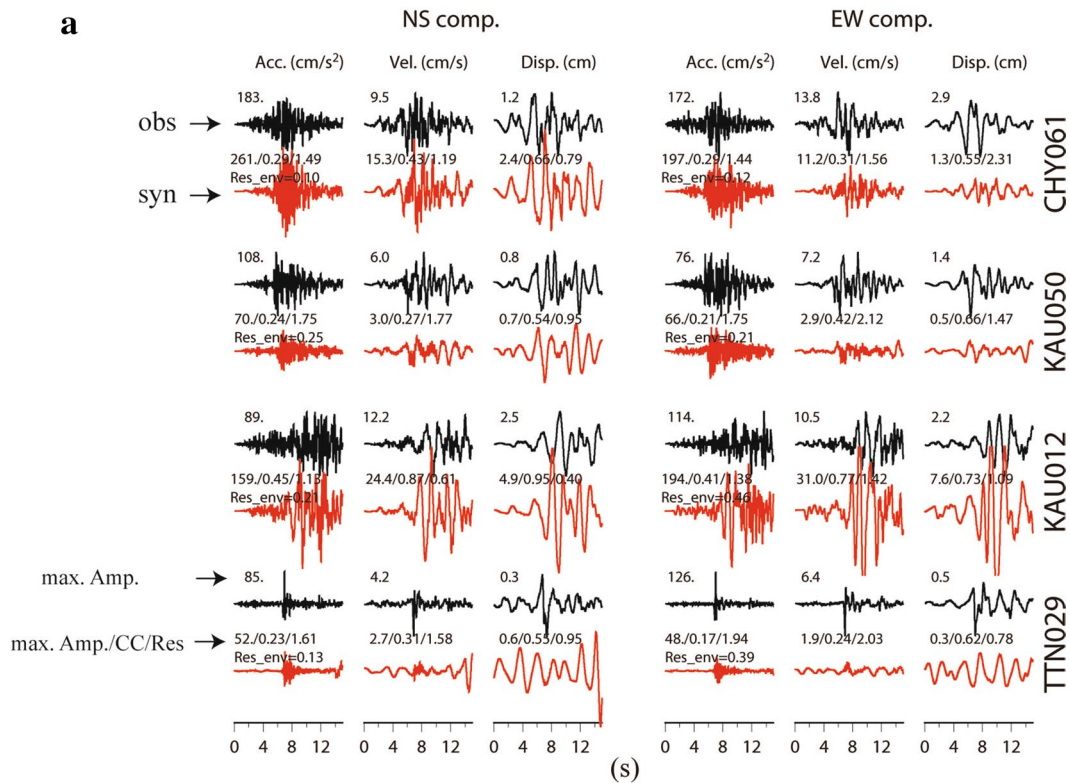 a
NS comp. EW comp.
Acc. (cm/s²) Vel. (cm/s) Disp. (cm) Acc. (cm/s²) Vel. (cm/s) Disp. (cm)
183. 9.5 1.2 172. 13.8 2.9
obs
261./0.29/1.49 15.3/0.43/1.19 2.4/0.66/0.79 197./0.29/1.44 11.2/0.31/1.56 1.3/0.55/2.31
Res_env=0.10 Res_env=0.12
syn
CHY061
108. 6.0 0.8 76. 7.2 1.4
70./0.24/1.75 3.0/0.27/1.77 0.7/0.54/0.95 66./0.21/1.75 2.9/0.42/2.12 0.5/0.66/1.47
Res_env=0.25 Res_env=0.21
KAU050
89. 12.2 2.5 114. 10.5 2.2
159./0.45/1.13 24.4/0.87/0.61 4.9/0.95/0.40 194./0.41/1.38 31.0/0.77/1.42 7.6/0.73/1.09
Res_env=0.21 Res_env=0.46
KAU012
max. Amp.
85. 4.2 0.3 126. 6.4 0.5
max. Amp./CC/Res
52./0.23/1.61 2.7/0.31/1.58 0.6/0.55/0.95 48./0.17/1.94 1.9/0.24/2.03 0.3/0.62/0.78
Res_env=0.13 Res_env=0.39
TTN029
0 4 8 12 0 4 8 12 0 4 8 12 0 4 8 12 0 4 8 12 0 4 8 12
(s)